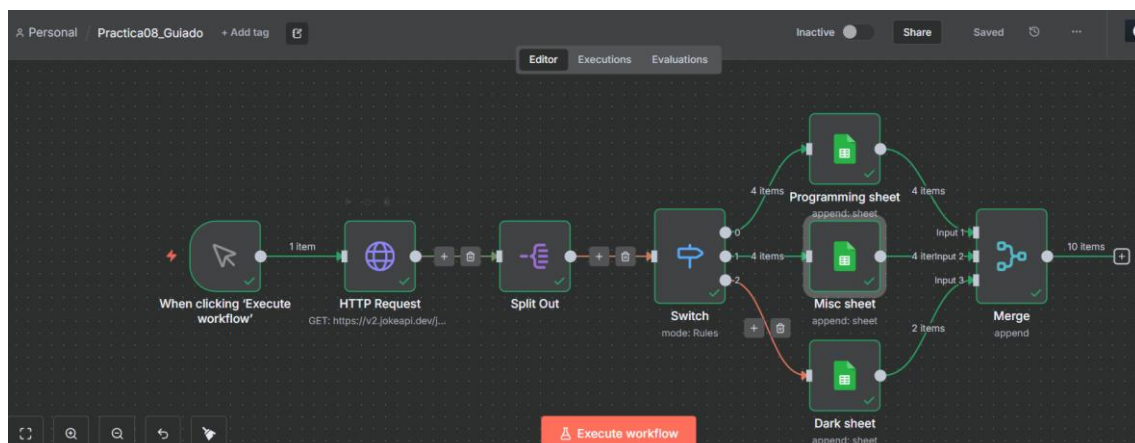 Personal / Practica08_Guiado + Add tag
Inactive Share Saved ...
Editor Executions Evaluations
4 items
4 items
Programming sheet
append: sheet
1 item
0
1
2
4 items
Input 1
4 iterInput 2
Input 3
10 items
When clicking ‘Execute
workflow’
HTTP Request
GET: https://v2.jokeapi.dev/j...
Split Out
Switch
mode: Rules
Misc sheet
append: sheet
2 items
Merge
append
Execute workflow
Dark sheet
append: sheet